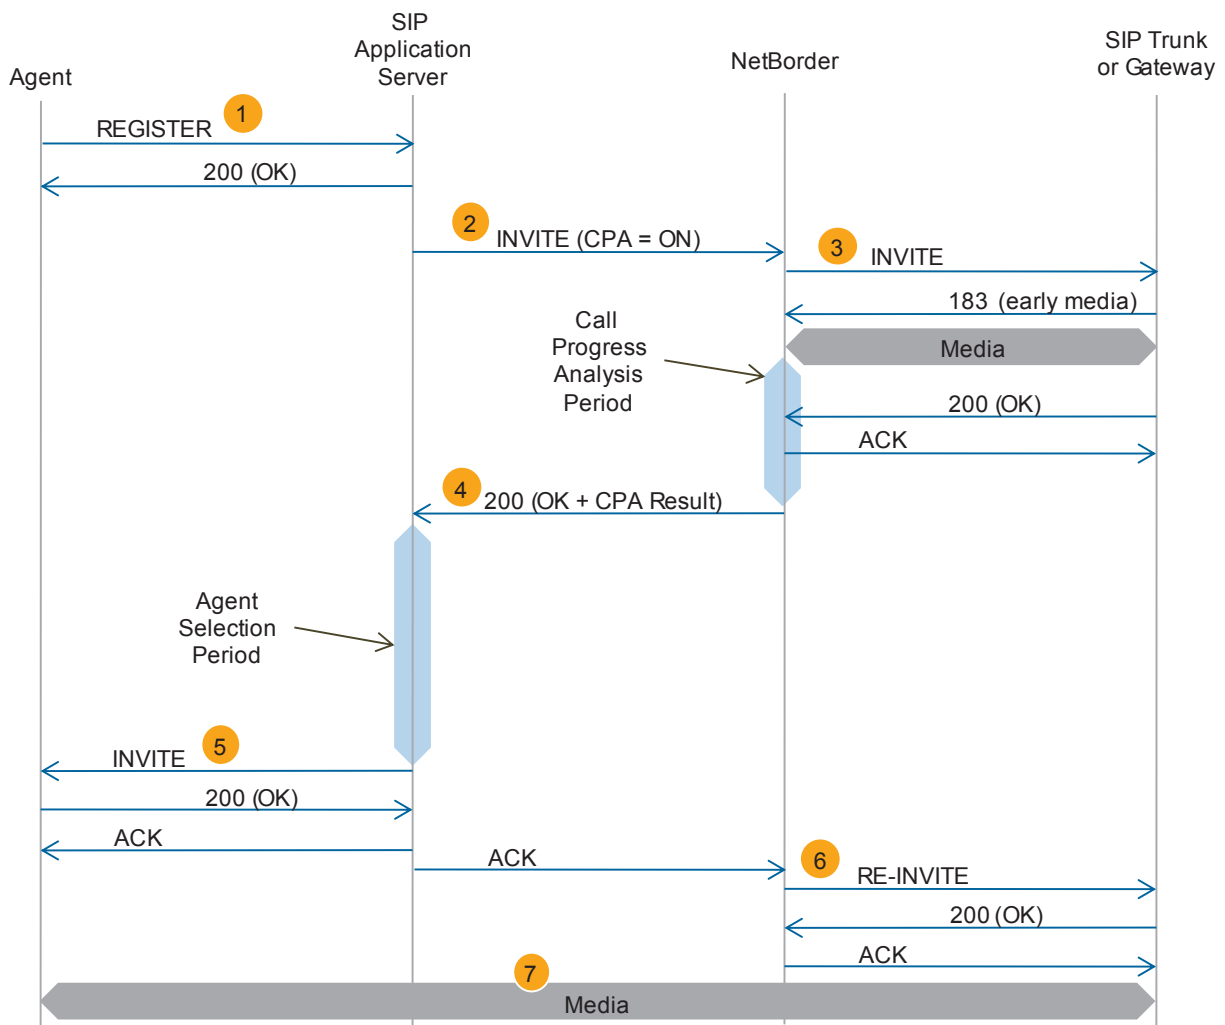 SIP
Application
Server
Agent
NetBorder
SIP Trunk
or Gateway
1
REGISTER
200 (OK)
2
INVITE (CPA = ON)
3
INVITE
183 (early media)
Call
Progress
Analysis
Period
Media
200 (OK)
ACK
4
200 (OK + CPA Result)
Agent
Selection
Period
5
INVITE
200 (OK)
ACK
ACK
6
RE-INVITE
200 (OK)
ACK
7
Media